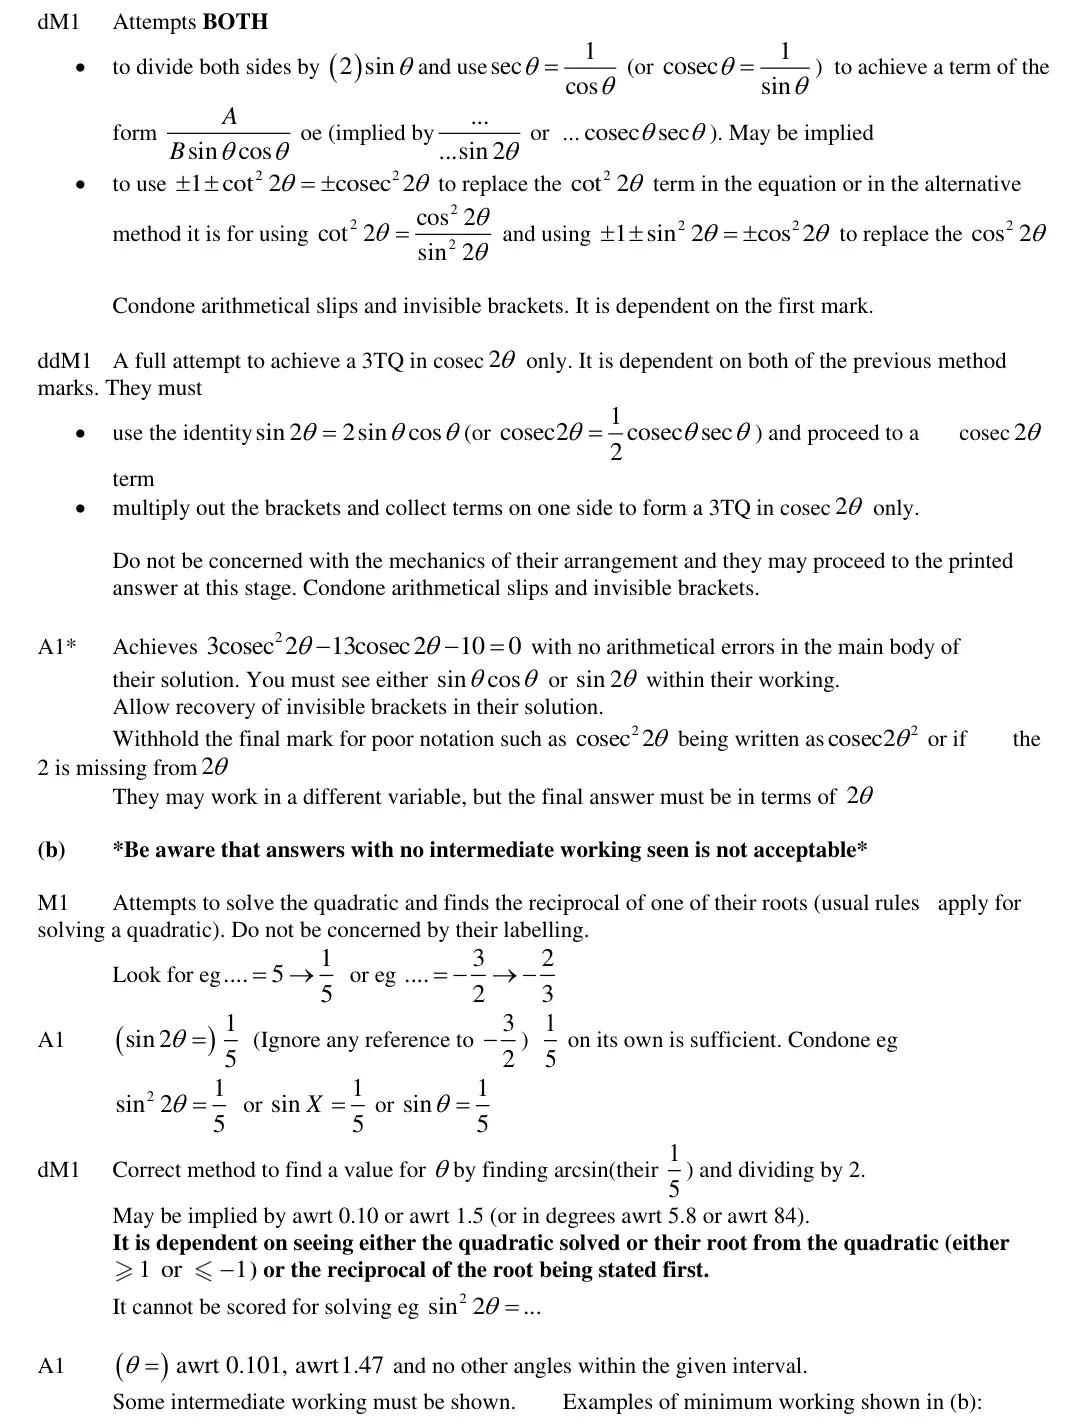 dM1 Attempts BOTH
• to divide both sides by (2)sin θ and use sec θ = 1/cos θ (or cosec θ = 1/sin θ) to achieve a term of the
form A/(B sin θ cos θ) oe (implied by .../(...sin 2θ) or ... cosec θ sec θ). May be implied
• to use ±1±cot² 2θ = ±cosec² 2θ to replace the cot² 2θ term in the equation or in the alternative
method it is for using cot² 2θ = cos² 2θ/sin² 2θ and using ±1±sin² 2θ = ±cos² 2θ to replace the cos² 2θ
Condone arithmetical slips and invisible brackets. It is dependent on the first mark.
ddM1 A full attempt to achieve a 3TQ in cosec 2θ only. It is dependent on both of the previous method
marks. They must
• use the identity sin 2θ = 2 sin θ cos θ (or cosec2θ = 1/2 cosec θ sec θ) and proceed to a cosec 2θ
term
• multiply out the brackets and collect terms on one side to form a 3TQ in cosec 2θ only.
Do not be concerned with the mechanics of their arrangement and they may proceed to the printed
answer at this stage. Condone arithmetical slips and invisible brackets.
A1* Achieves 3cosec² 2θ −13cosec 2θ −10 = 0 with no arithmetical errors in the main body of
their solution. You must see either sin θ cos θ or sin 2θ within their working.
Allow recovery of invisible brackets in their solution.
Withhold the final mark for poor notation such as cosec² 2θ being written as cosec2θ² or if the
2 is missing from 2θ
They may work in a different variable, but the final answer must be in terms of 2θ
(b) *Be aware that answers with no intermediate working seen is not acceptable*
M1 Attempts to solve the quadratic and finds the reciprocal of one of their roots (usual rules apply for
solving a quadratic). Do not be concerned by their labelling.
Look for eg .... = 5 → 1/5 or eg .... = −3/2 → −2/3
A1 (sin 2θ =) 1/5 (Ignore any reference to −3/2) 1/5 on its own is sufficient. Condone eg
sin² 2θ = 1/5 or sin X = 1/5 or sin θ = 1/5
dM1 Correct method to find a value for θ by finding arcsin(their 1/5) and dividing by 2.
May be implied by awrt 0.10 or awrt 1.5 (or in degrees awrt 5.8 or awrt 84).
It is dependent on seeing either the quadratic solved or their root from the quadratic (either
⩾ 1 or ⩽ −1) or the reciprocal of the root being stated first.
It cannot be scored for solving eg sin² 2θ = ...
A1 (θ =) awrt 0.101, awrt1.47 and no other angles within the given interval.
Some intermediate working must be shown. Examples of minimum working shown in (b):